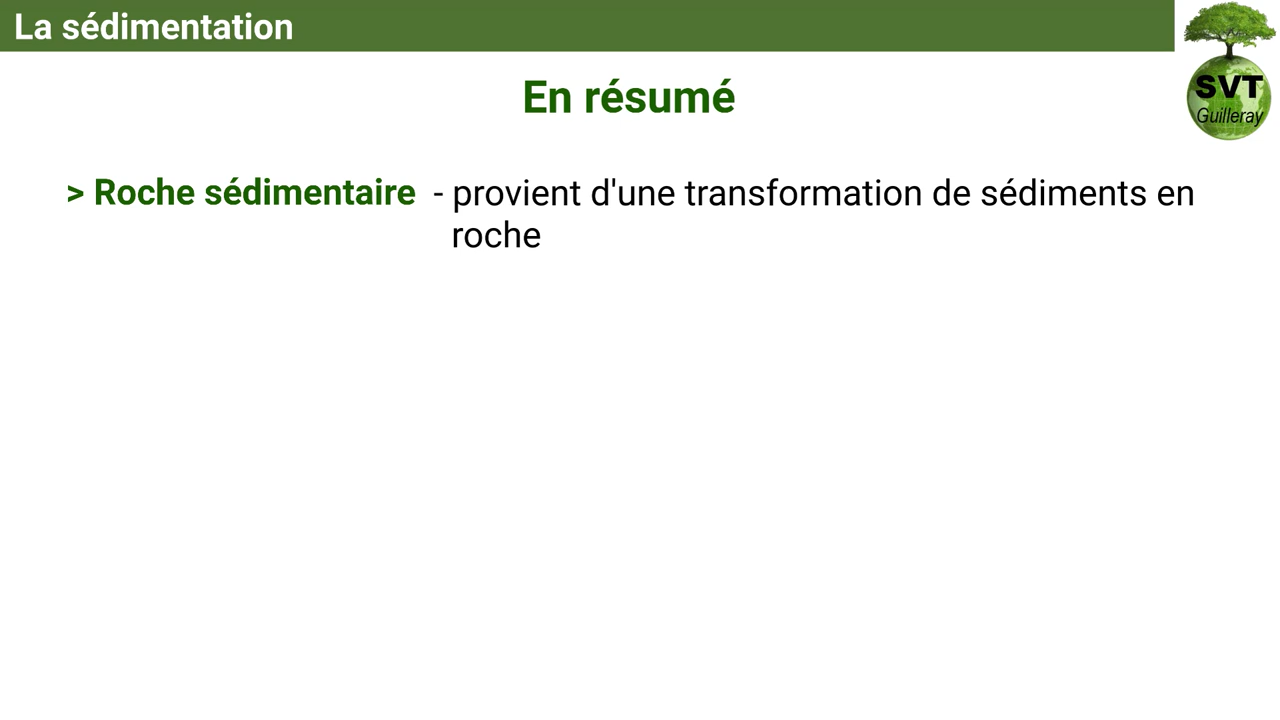 La sédimentation
SVT
Guilleray
En résumé
> Roche sédimentaire - provient d'une transformation de sédiments en
roche